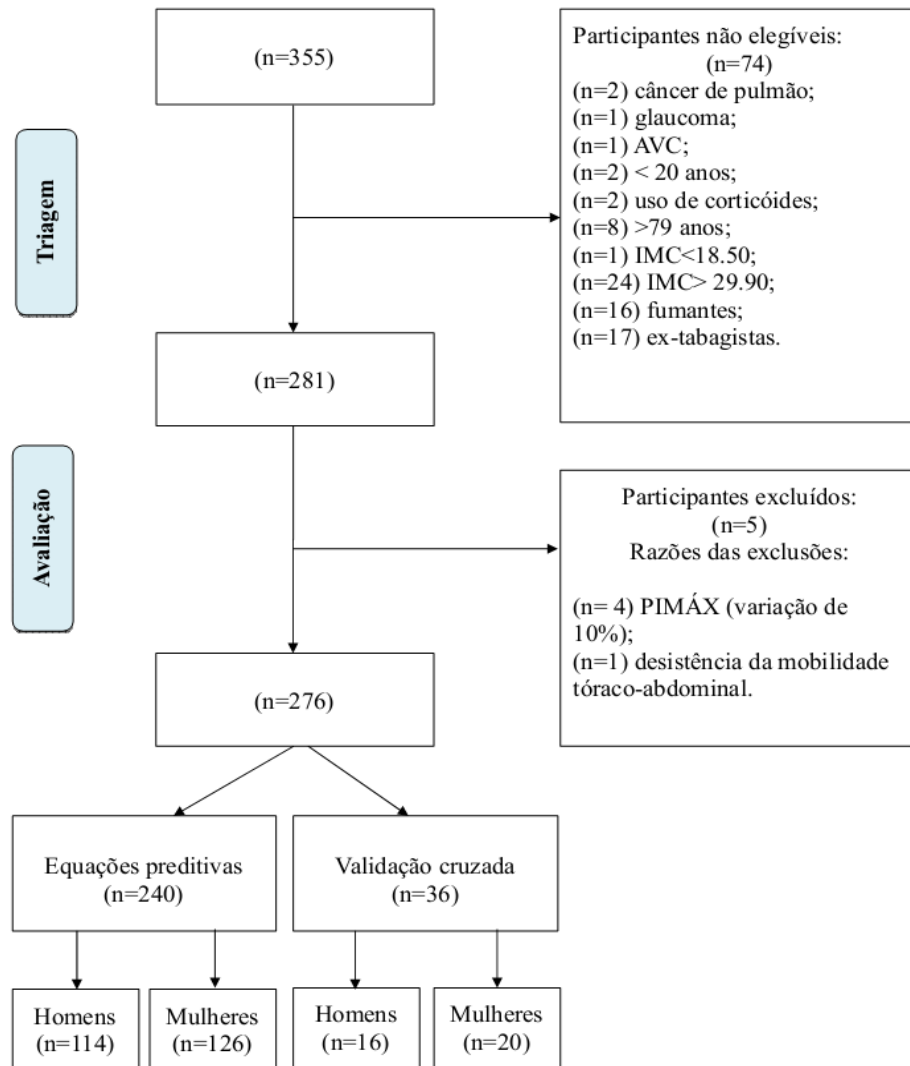 (n=355)
Participantes não elegíveis:
(n=74)
(n=2) câncer de pulmão;
(n=1) glaucoma;
(n=1) AVC;
(n=2) < 20 anos;
(n=2) uso de corticóides;
(n=8) >79 anos;
(n=1) IMC<18.50;
(n=24) IMC> 29.90;
(n=16) fumantes;
(n=17) ex-tabagistas.
Triagem
(n=281)
Avaliação
Participantes excluídos:
(n=5)
Razões das exclusões:
(n= 4) PIMÁX (variação de
10%);
(n=1) desistência da mobilidade
tóraco-abdominal.
(n=276)
Equações preditivas
(n=240)
Validação cruzada
(n=36)
Homens
(n=114)
Mulheres
(n=126)
Homens
(n=16)
Mulheres
(n=20)